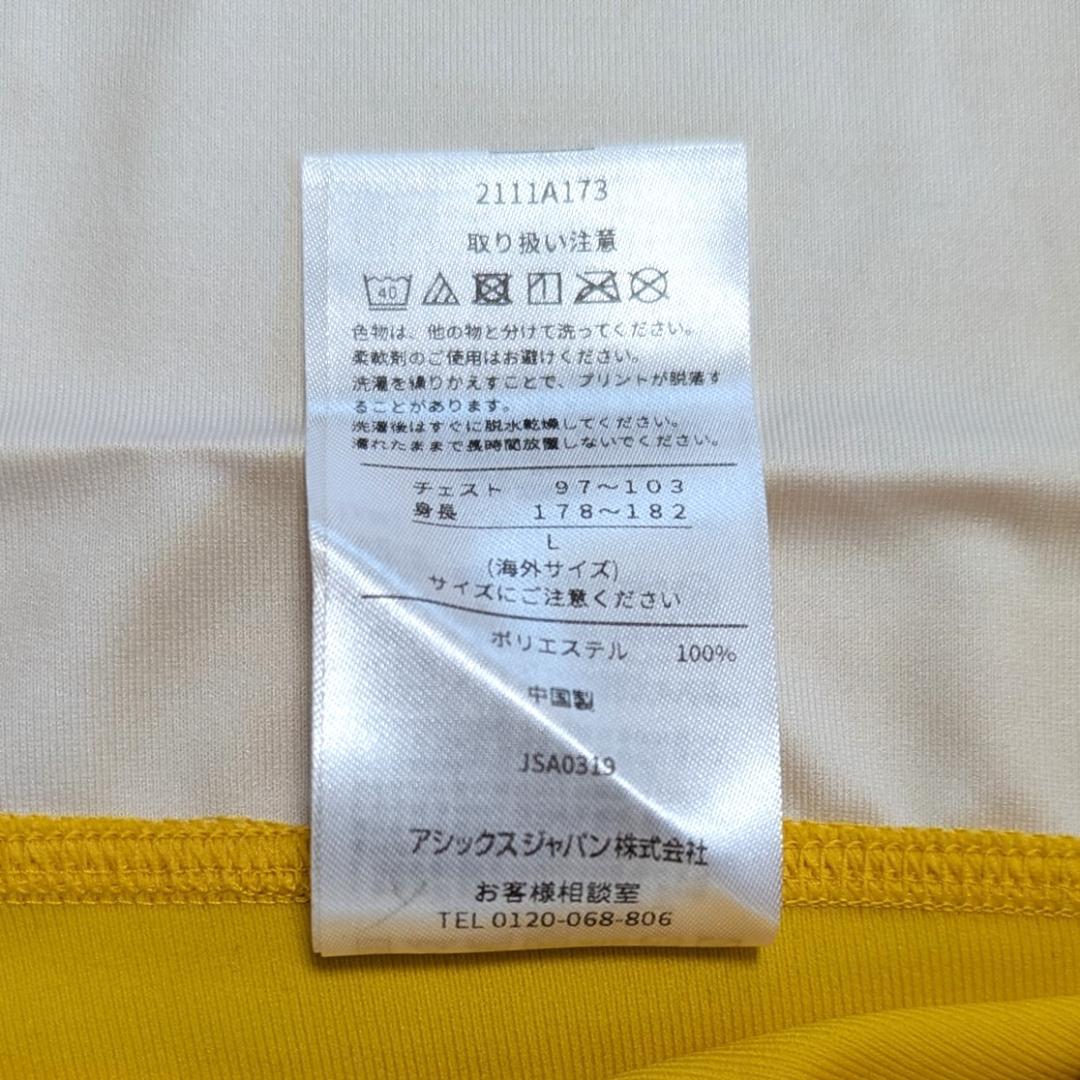 2111A173
取り扱い注意
40
色物は、他の物と分けて洗ってください。
柔軟剤のご使用はお避けください。
洗濯を繰りかえすことで、プリントが脱落す
ることがあります。
洗濯後はすぐに脱水乾燥してください。
濡れたままで長時間放置しないでください。
チェスト 97～103
身長 178～182
L
(海外サイズ)
サイズにご注意ください
ポリエステル 100%
中国製
JSA0319
アシックスジャパン株式会社
お客様相談室
TEL 0120-068-806